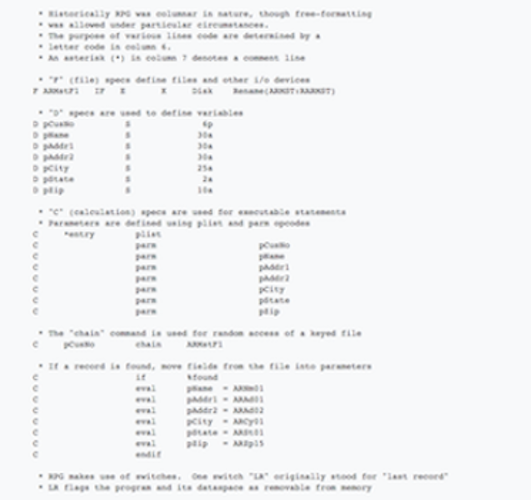 * Historically RPG was columnar in nature, though free-formatting
* was allowed under particular circumstances.
* The purpose of various lines code are determined by a
* letter code in column 6.
* An asterisk (*) in column 7 denotes a comment line
* "F" (file) specs define files and other i/o devices
F ARMstF1 IF E K Disk Rename(ARMST:RARMST)
* "D" specs are used to define variables
D pCusNo S 6p
D pName S 30a
D pAddr1 S 30a
D pAddr2 S 30a
D pCity S 25a
D pState S 2a
D pZip S 10a
* "C" (calculation) specs are used for executable statements
* Parameters are defined using plist and parm opcodes
C *entry plist
C parm pCusNo
C parm pName
C parm pAddr1
C parm pAddr2
C parm pCity
C parm pState
C parm pZip
* The "chain" command is used for random access of a keyed file
C pCusNo chain ARMstF1
* If a record is found, move fields from the file into parameters
C if %found
C eval pName = ARNm01
C eval pAddr1 = ARAd01
C eval pAddr2 = ARAd02
C eval pCity = ARCy01
C eval pState = ARSt01
C eval pZip = ARZp15
C endif
* RPG makes use of switches. One switch "LR" originally stood for "last record"
* LR flags the program and its dataspace as removable from memory